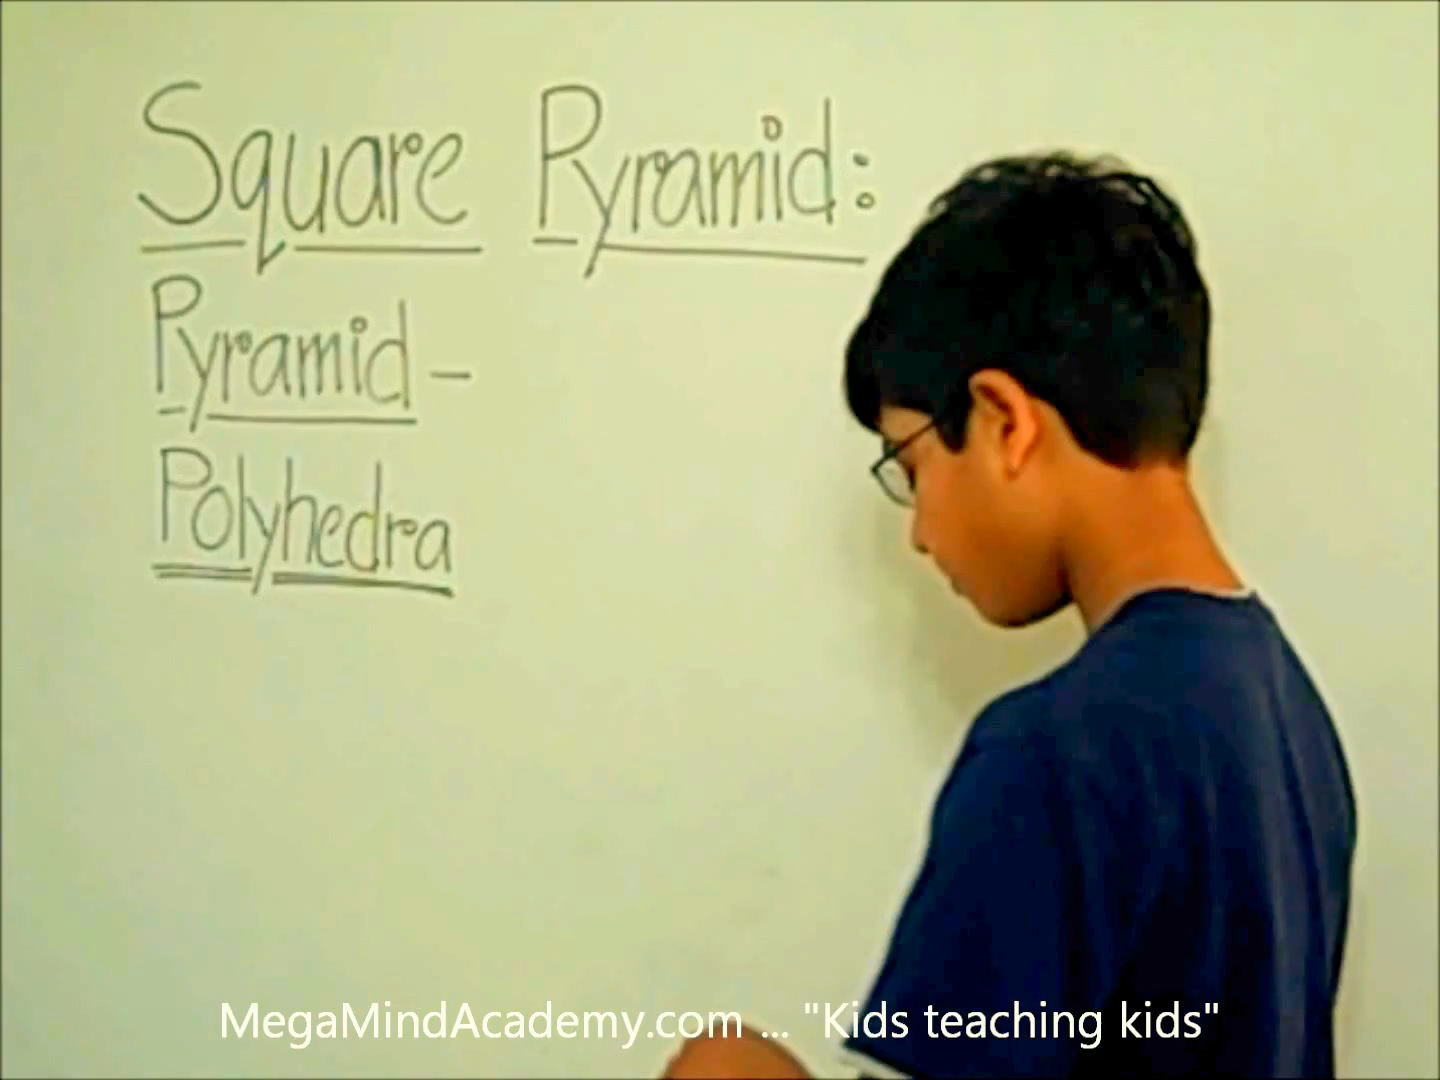 Square Pyramid:
Pyramid -
Polyhedra
MegaMindAcademy.com ... "Kids teaching kids"